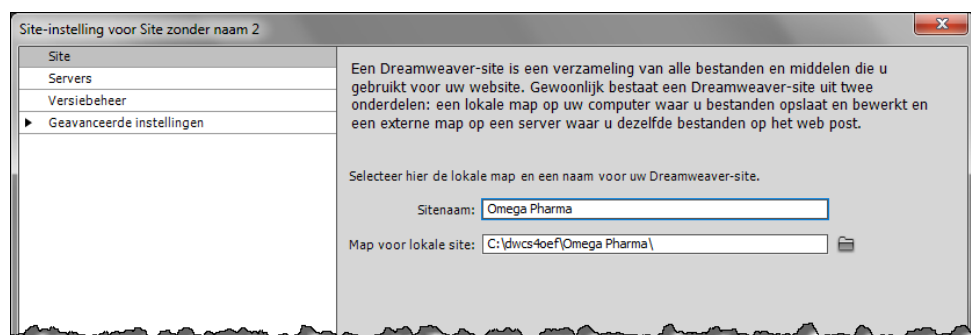 Site-instelling voor Site zonder naam 2
Site
Servers
Versiebeheer
Geavanceerde instellingen
Een Dreamweaver-site is een verzameling van alle bestanden en middelen die u
gebruikt voor uw website. Gewoonlijk bestaat een Dreamweaver-site uit twee
onderdelen: een lokale map op uw computer waar u bestanden opslaat en bewerkt en
een externe map op een server waar u dezelfde bestanden op het web post.
Selecteer hier de lokale map en een naam voor uw Dreamweaver-site.
Sitenaam: Omega Pharma
Map voor lokale site: C:\dwcs4oef\Omega Pharma\